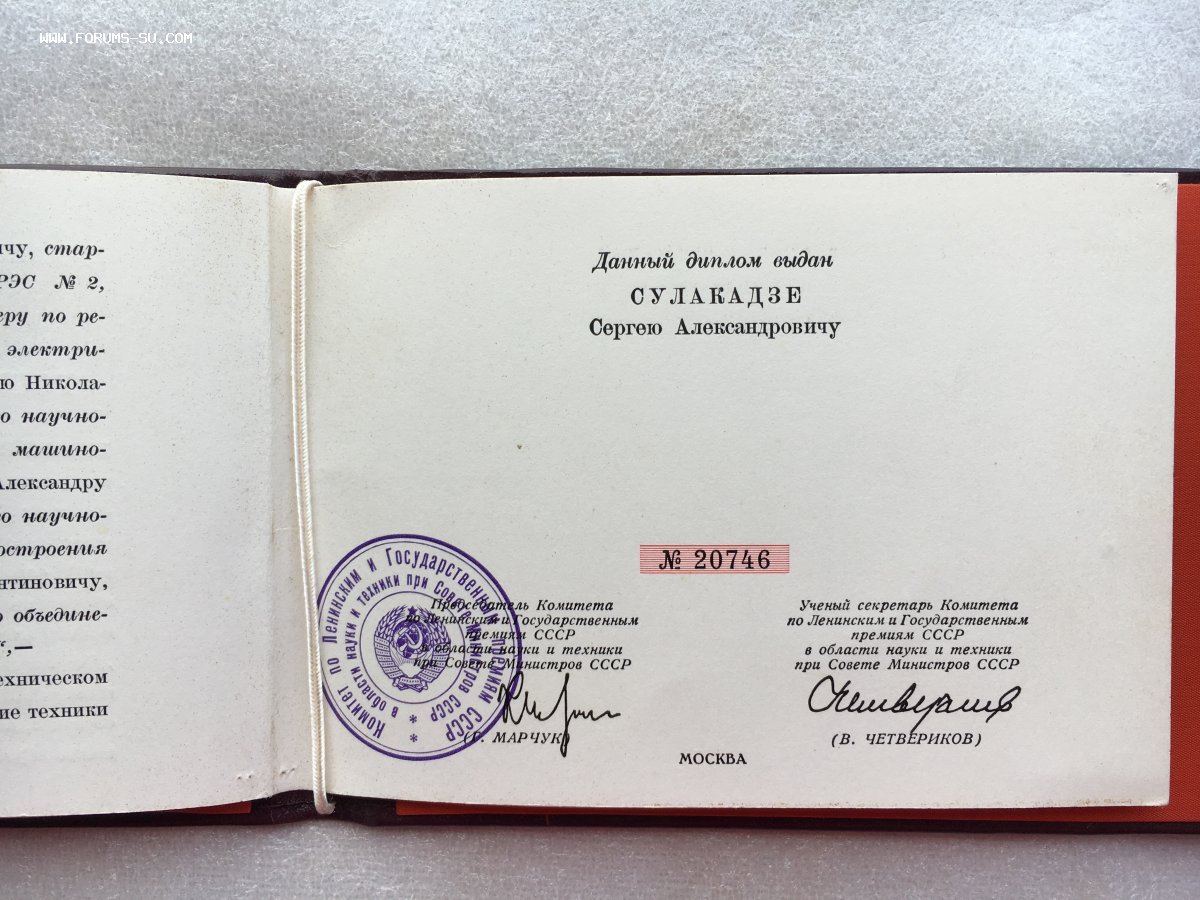 WWW.FORUMS-SU.COM
ичу, стар-
РЭС № 2,
еру по ре-
электри-
ю Никола-
о научно-
машино-
Александру
о научно-
остроения
нтиновичу,
о объедине-
“,—
ехническом
ие техники
Данный диплом выдан
СУЛАКАДЗЕ
Сергею Александровичу
№ 20746
Председатель Комитета
по Ленинским и Государственным
премиям СССР
в области науки и техники
при Совете Министров СССР
(Г. МАРЧУК)
Ученый секретарь Комитета
по Ленинским и Государственным
премиям СССР
в области науки и техники
при Совете Министров СССР
Четвериков
(В. ЧЕТВЕРИКОВ)
МОСКВА
Комитет по Ленинским и Государственным премиям СССР *
в области науки и техники при Совете Министров СССР *